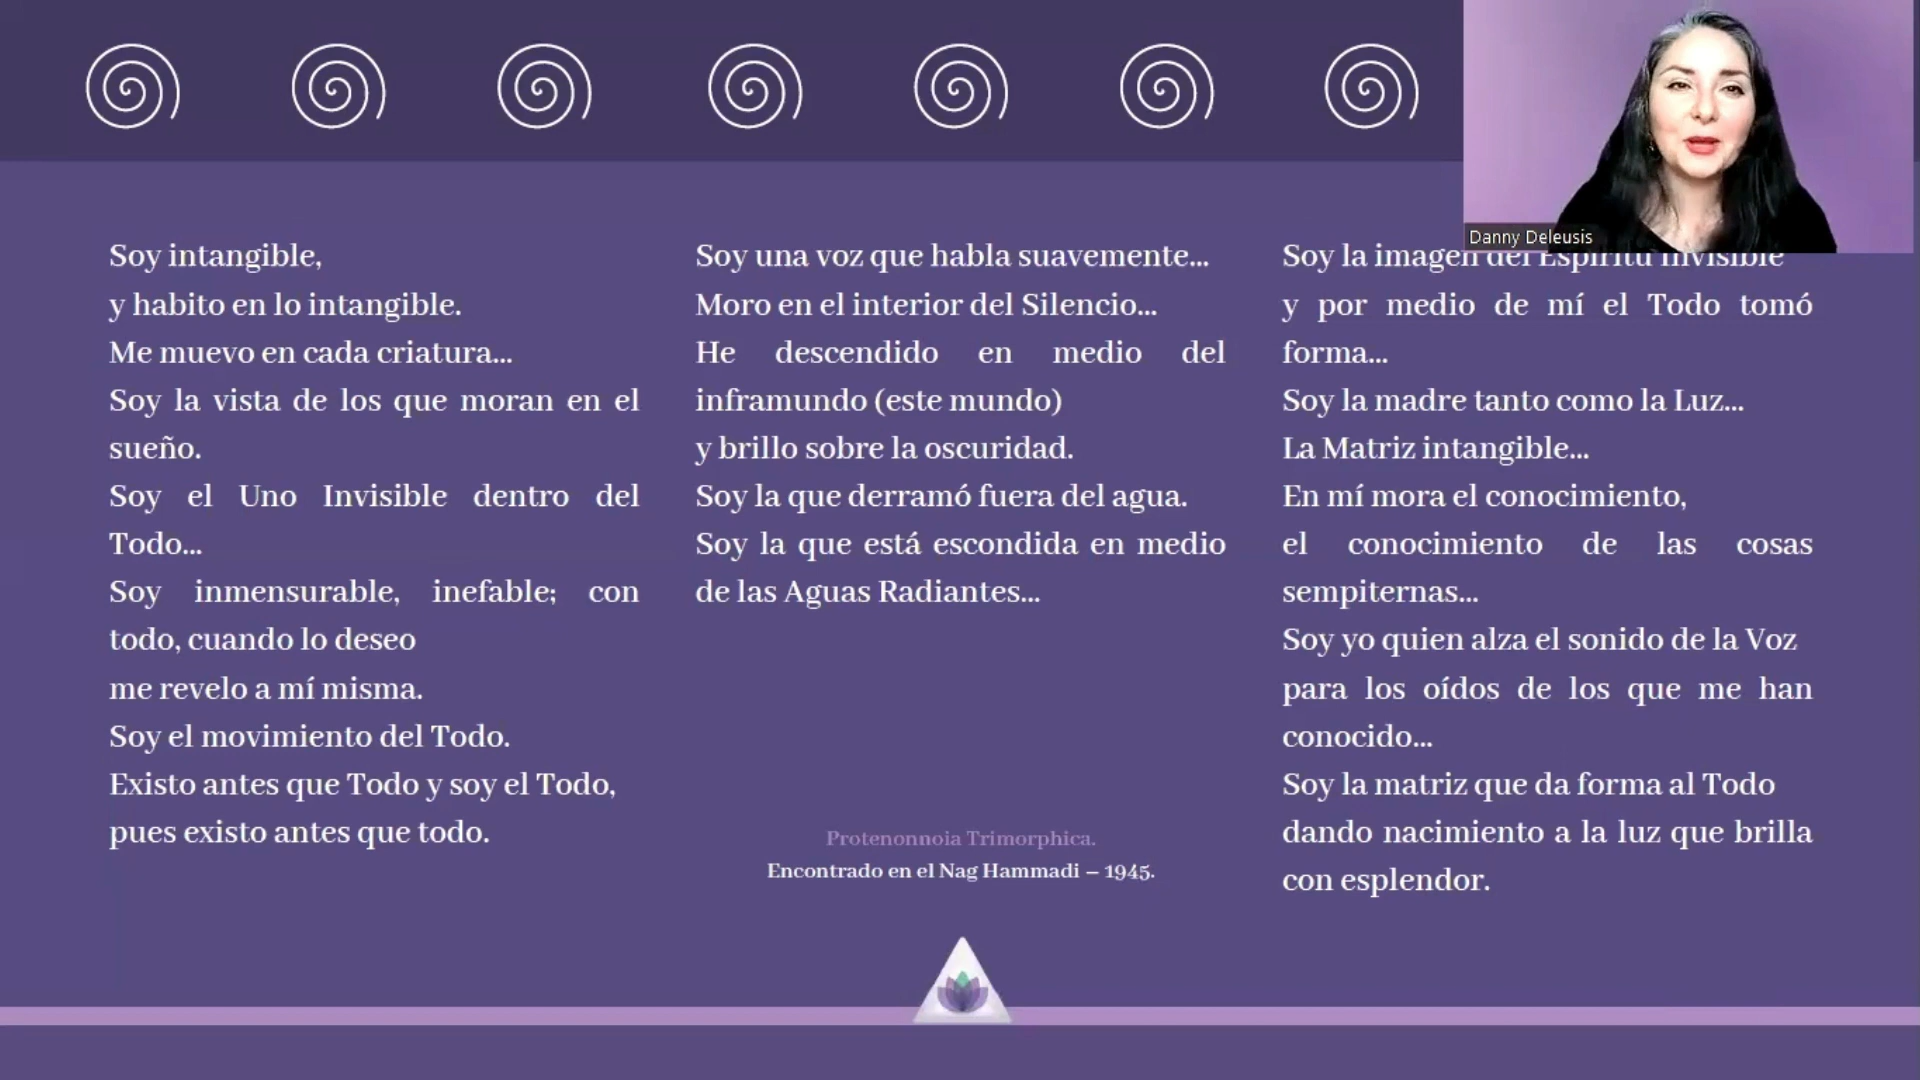 Soy intangible,
y habito en lo intangible.
Me muevo en cada criatura...
Soy la vista de los que moran en el
sueño.
Soy el Uno Invisible dentro del
Todo...
Soy inmensurable, inefable; con
todo, cuando lo deseo
me revelo a mí misma.
Soy el movimiento del Todo.
Existo antes que Todo y soy el Todo,
pues existo antes que todo.
Soy una voz que habla suavemente...
Moro en el interior del Silencio...
He descendido en medio del
inframundo (este mundo)
y brillo sobre la oscuridad.
Soy la que derramó fuera del agua.
Soy la que está escondida en medio
de las Aguas Radiantes...
Protenonnoia Trimorphica.
Encontrado en el Nag Hammadi – 1945.
Danny Deleusis
Soy la imagen del Espíritu Invisible
y por medio de mí el Todo tomó
forma...
Soy la madre tanto como la Luz...
La Matriz intangible...
En mí mora el conocimiento,
el conocimiento de las cosas
sempiternas...
Soy yo quien alza el sonido de la Voz
para los oídos de los que me han
conocido...
Soy la matriz que da forma al Todo
dando nacimiento a la luz que brilla
con esplendor.